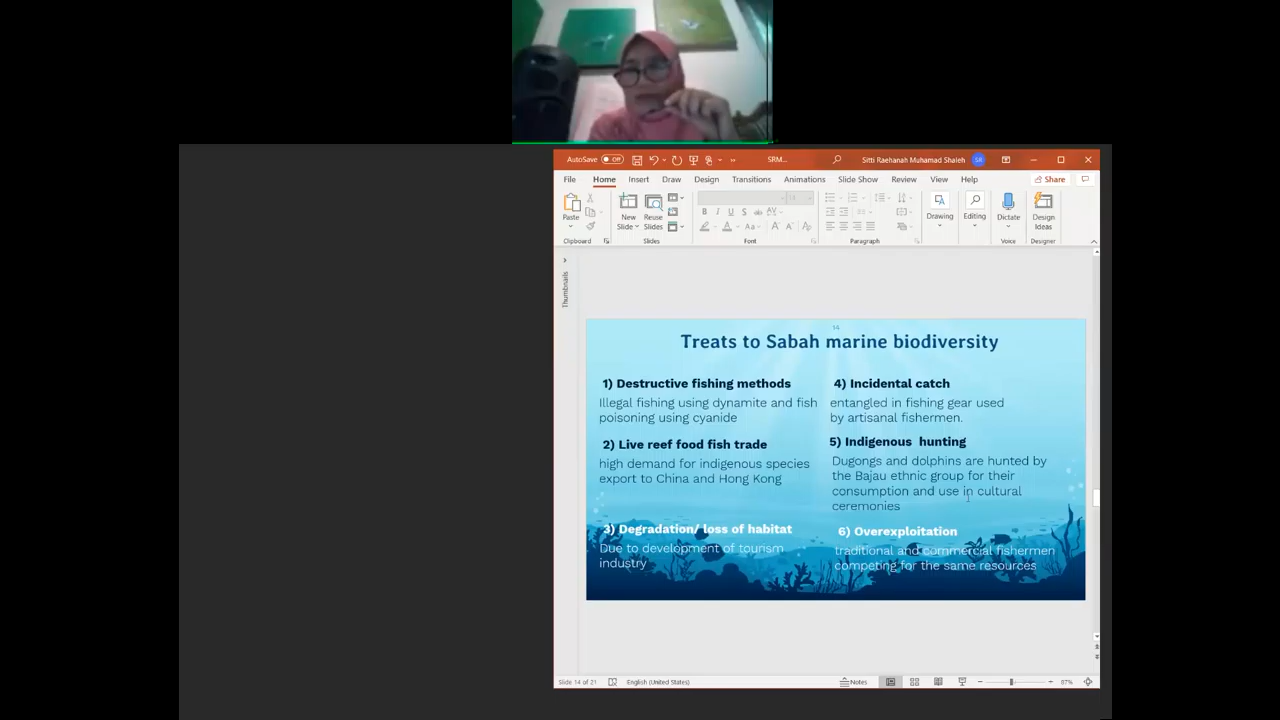 AutoSave Off SRM... Sitti Raehanah Muhamad Shaleh SR
File Home Insert Draw Design Transitions Animations Slide Show Review View Help Share
Paste New Slide Reuse Slides Drawing Editing Dictate Design Ideas
Clipboard Slides Font Paragraph Voice Designer
Thumbnails
14
Treats to Sabah marine biodiversity
1) Destructive fishing methods
Illegal fishing using dynamite and fish
poisoning using cyanide
2) Live reef food fish trade
high demand for indigenous species
export to China and Hong Kong
3) Degradation/ loss of habitat
Due to development of tourism
industry
4) Incidental catch
entangled in fishing gear used
by artisanal fishermen.
5) Indigenous hunting
Dugongs and dolphins are hunted by
the Bajau ethnic group for their
consumption and use in cultural
ceremonies
6) Overexploitation
traditional and commercial fishermen
competing for the same resources
Slide 14 of 21 English (United States) Notes 87%